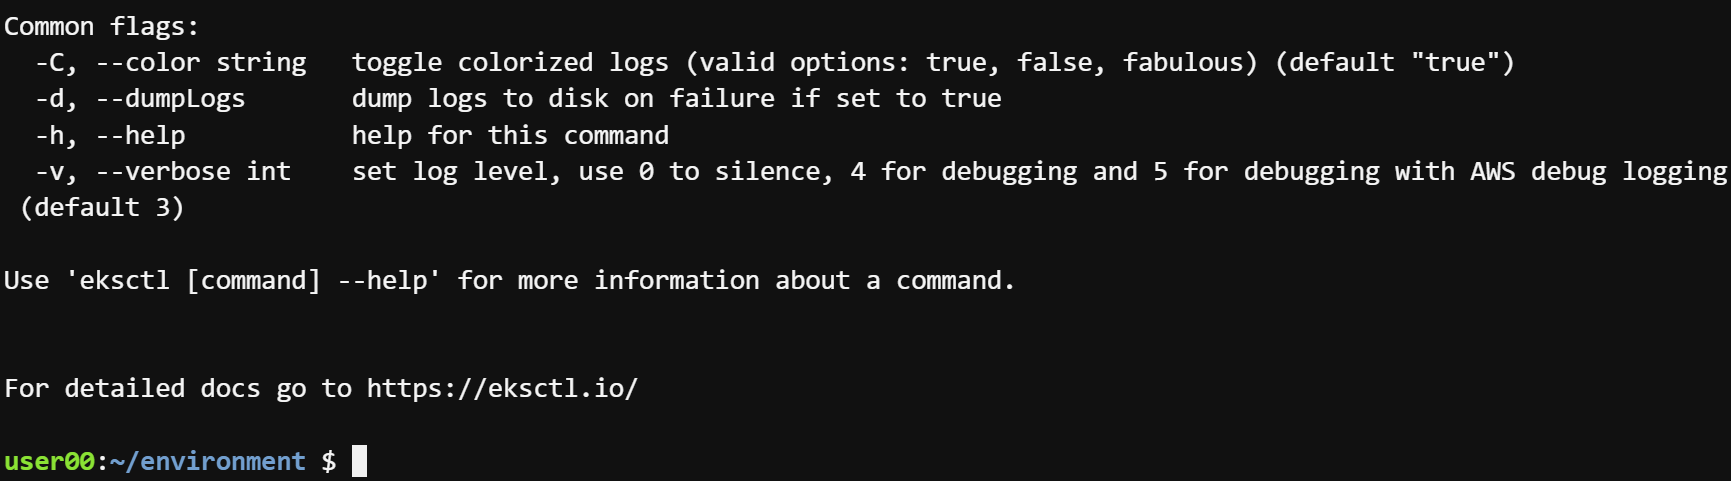 Common flags:
  -C, --color string   toggle colorized logs (valid options: true, false, fabulous) (default "true")
  -d, --dumpLogs       dump logs to disk on failure if set to true
  -h, --help           help for this command
  -v, --verbose int    set log level, use 0 to silence, 4 for debugging and 5 for debugging with AWS debug logging
 (default 3)

Use 'eksctl [command] --help' for more information about a command.


For detailed docs go to https://eksctl.io/

user00:~/environment $